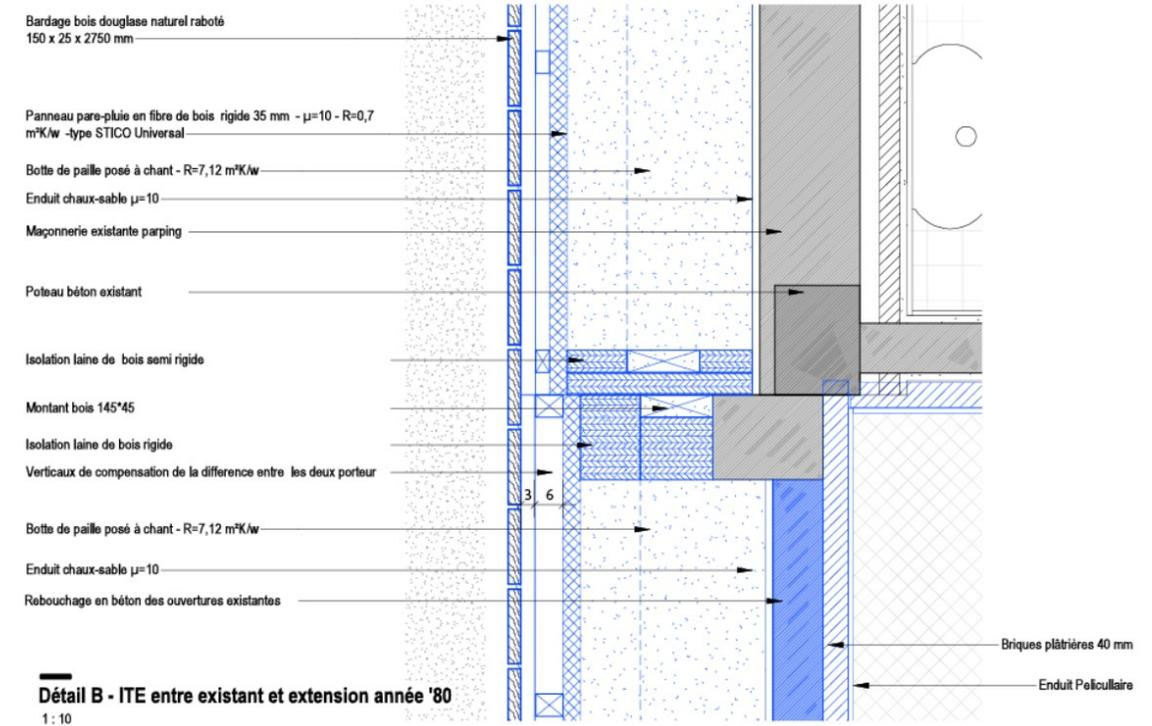 Bardage bois douglase naturel raboté
150 x 25 x 2750 mm
Panneau pare-pluie en fibre de bois rigide 35 mm - µ=10 - R=0,7
m²K/w -type STICO Universal
Botte de paille posé à chant - R=7,12 m²K/w
Enduit chaux-sable µ=10
Maçonnerie existante parping
Poteau béton existant
Isolation laine de bois semi rigide
Montant bois 145*45
Isolation laine de bois rigide
Verticaux de compensation de la difference entre les deux porteur
3 6
Botte de paille posé à chant - R=7,12 m²K/w
Enduit chaux-sable µ=10
Rebouchage en béton des ouvertures existantes
Briques plâtrières 40 mm
Enduit Peliculliaire
Détail B - ITE entre existant et extension année '80
1 : 10